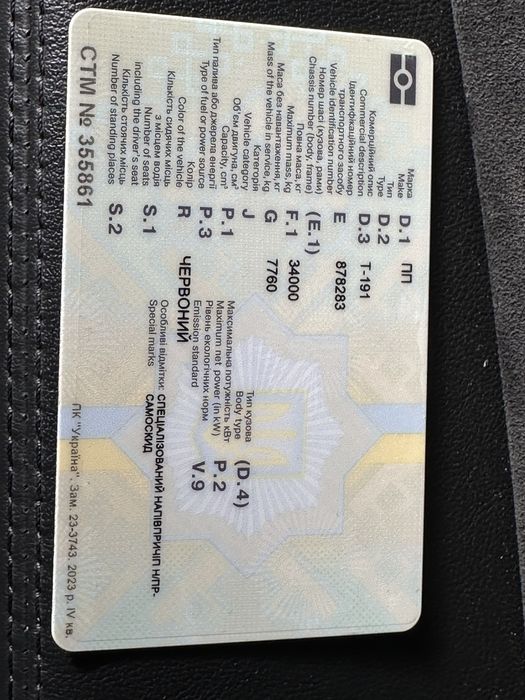 Марка
Make D.1 ПП
Тип
Type D.2
Комерційний опис
Commercial description D.3 Т-191
Ідентифікаційний номер
транспортного засобу
Vehicle identification number E 878283
Номер шасі (кузова, рами)
Chassis number (body, frame) (E.1)
Повна маса, кг
Maximum mass, kg F.1 34000
Маса без навантаження, кг
Mass of the vehicle in service, kg G 7760
Категорія
Vehicle category J
Тип кузова
Body type (D.4)
Об'єм двигуна, см³
Capacity, cm³ P.1
Максимальна потужність кВт
Maximum net power (in kW) P.2
Тип палива або джерела енергії
Type of fuel or power source P.3
Рівень екологічних норм
Emission standard V.9
Колір
Color of the vehicle R ЧЕРВОНИЙ
Кількість сидячих місць
з місцем водія
Number of seats
including the driver's seat S.1
Особливі відмітки: СПЕЦІАЛІЗОВАНИЙ НАПІВПРИЧІП Н/ПР-
Special marks САМОСКИД
Кількість стоячих місць
Number of standing places S.2
СТМ № 355861
ПК "Україна". Зам. 23-3743. 2023 р. IV кв.